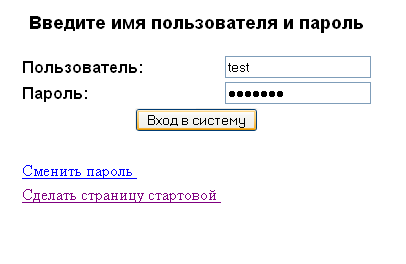 Введите имя пользователя и пароль
Пользователь: test
Пароль: ●●●●●●●
Вход в систему
Сменить пароль
Сделать страницу стартовой